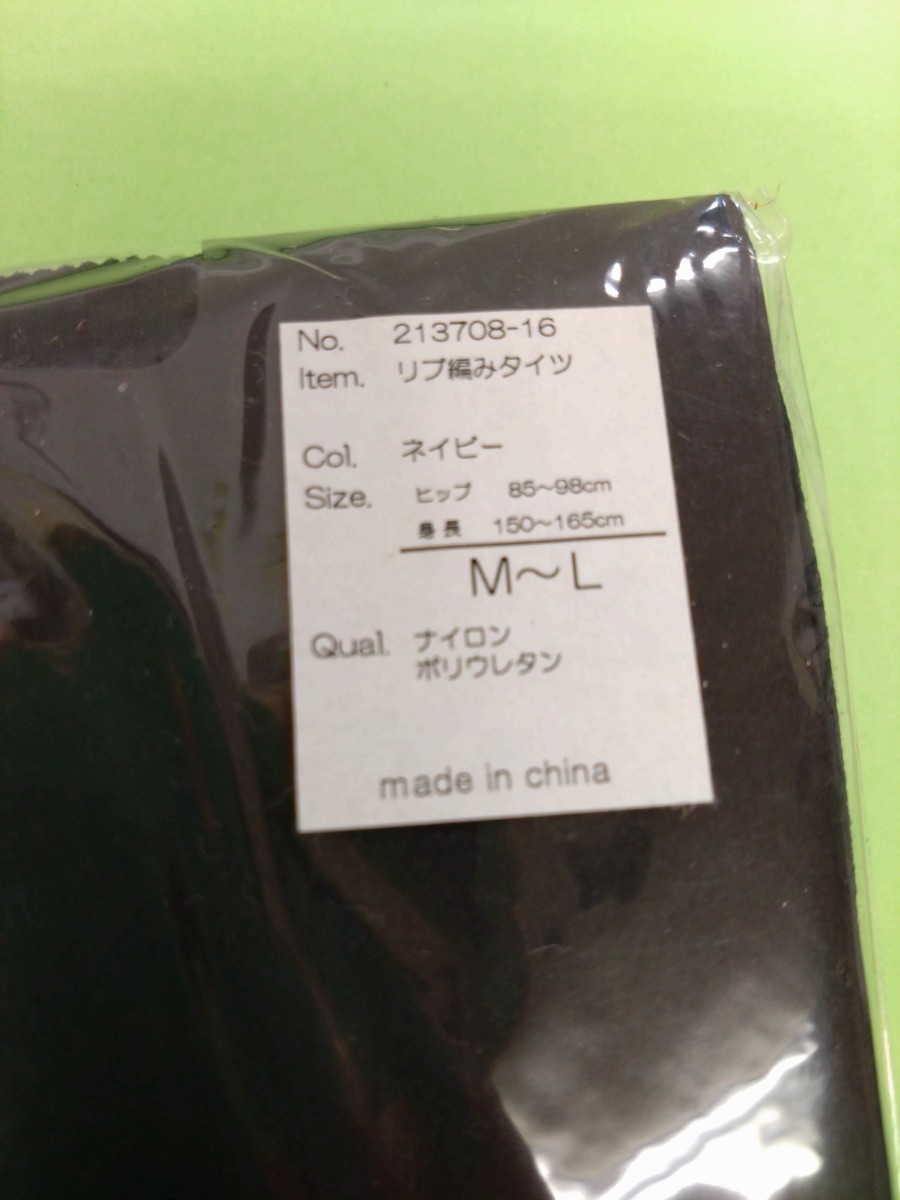 No. 213708-16
Item. リブ編みタイツ
Col. ネイビー
Size. ヒップ 85～98cm
身長 150～165cm
M～L
Qual. ナイロン
ポリウレタン
made in china